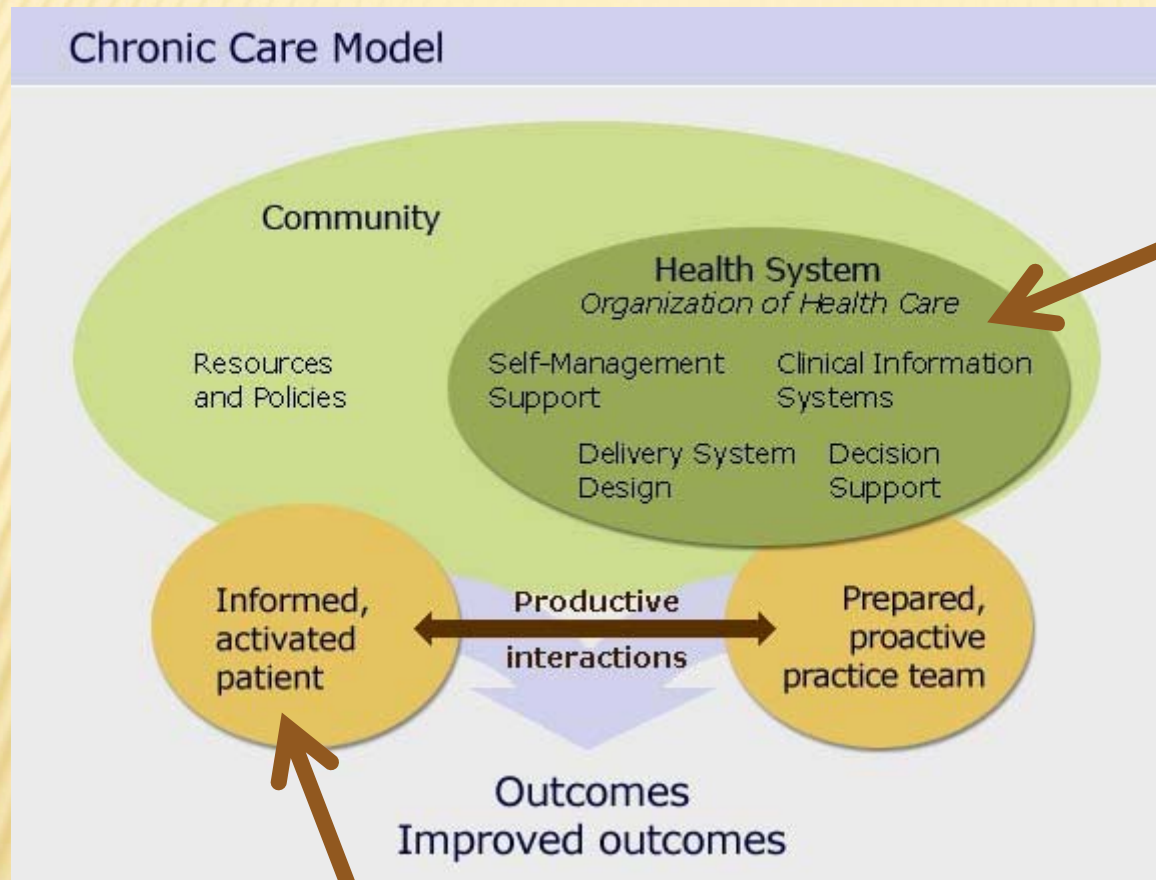 Chronic Care Model
Community
Health System
Organization of Health Care
Resources
and Policies
Self-Management
Support
Clinical Information
Systems
Delivery System
Design
Decision
Support
Informed,
activated
patient
Productive
interactions
Prepared,
proactive
practice team
Outcomes
Improved outcomes